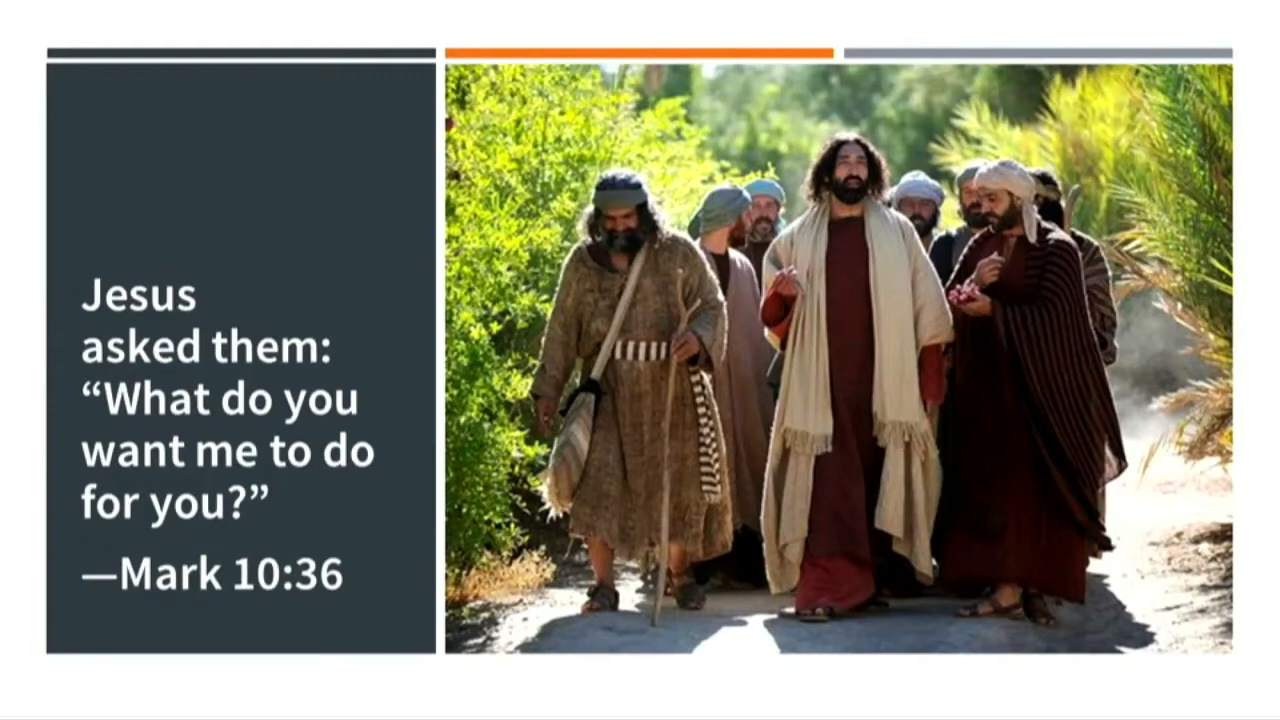 Jesus
asked them:
“What do you
want me to do
for you?”
—Mark 10:36